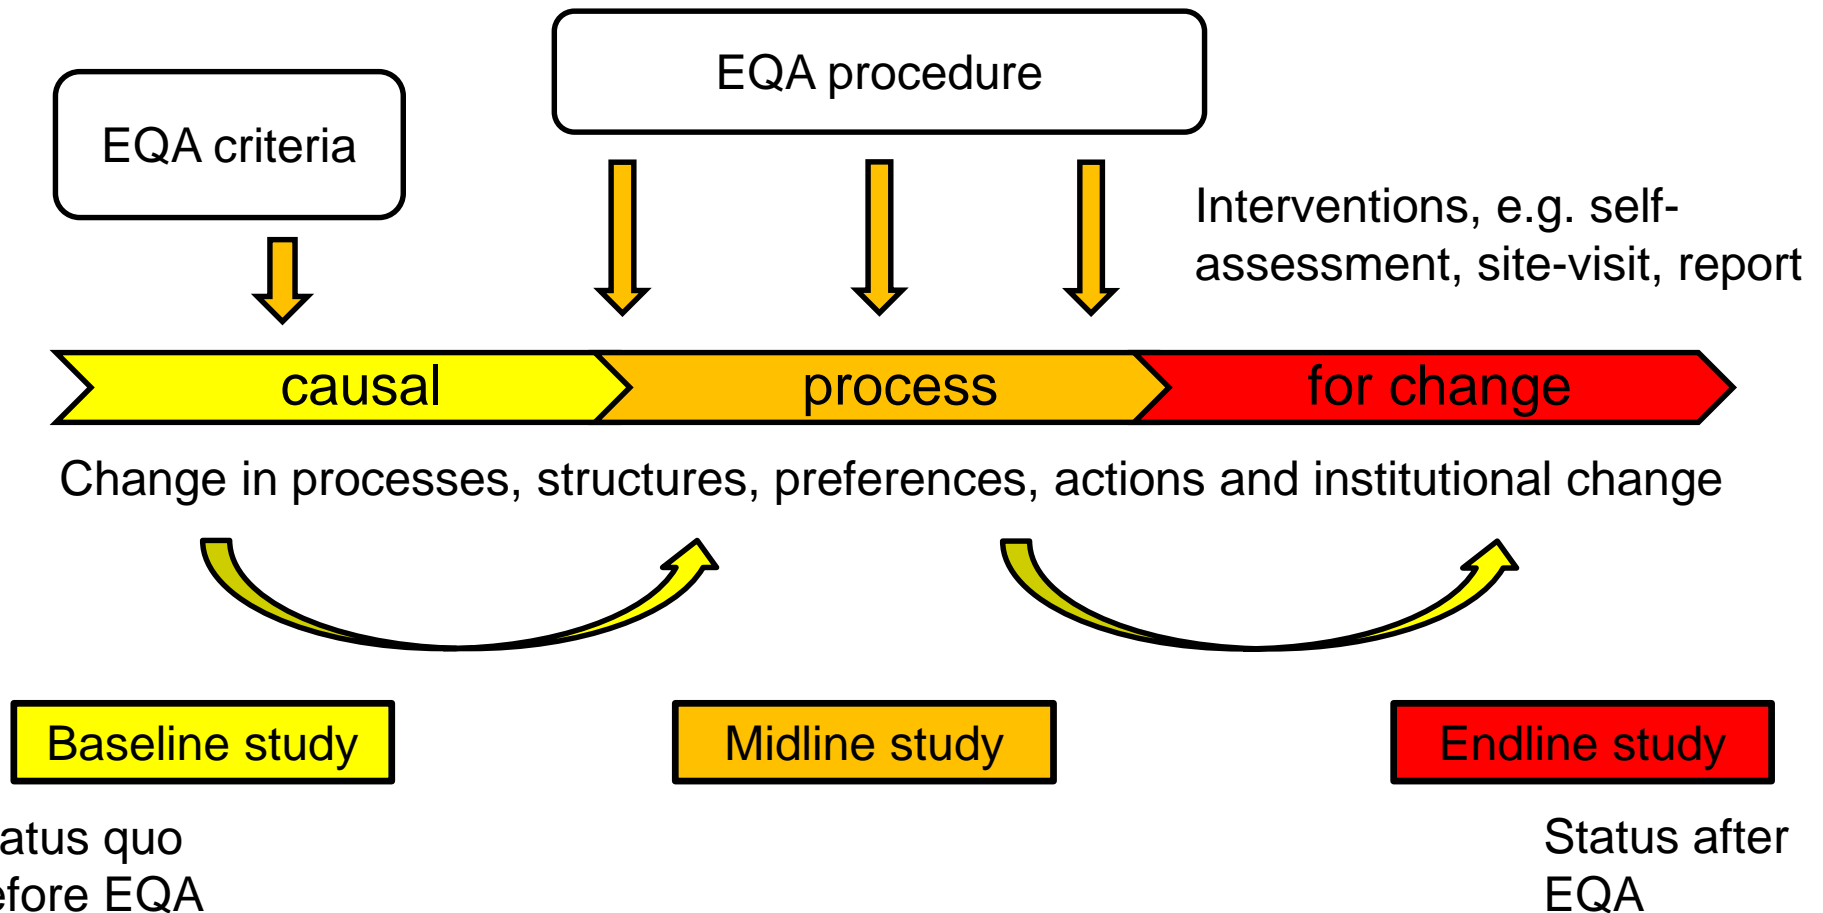 EQA procedure
EQA criteria
Interventions, e.g. self-
assessment, site-visit, report
causal process for change
Change in processes, structures, preferences, actions and institutional change
Baseline study
Midline study
Endline study
atus quo
efore EQA
Status after
EQA